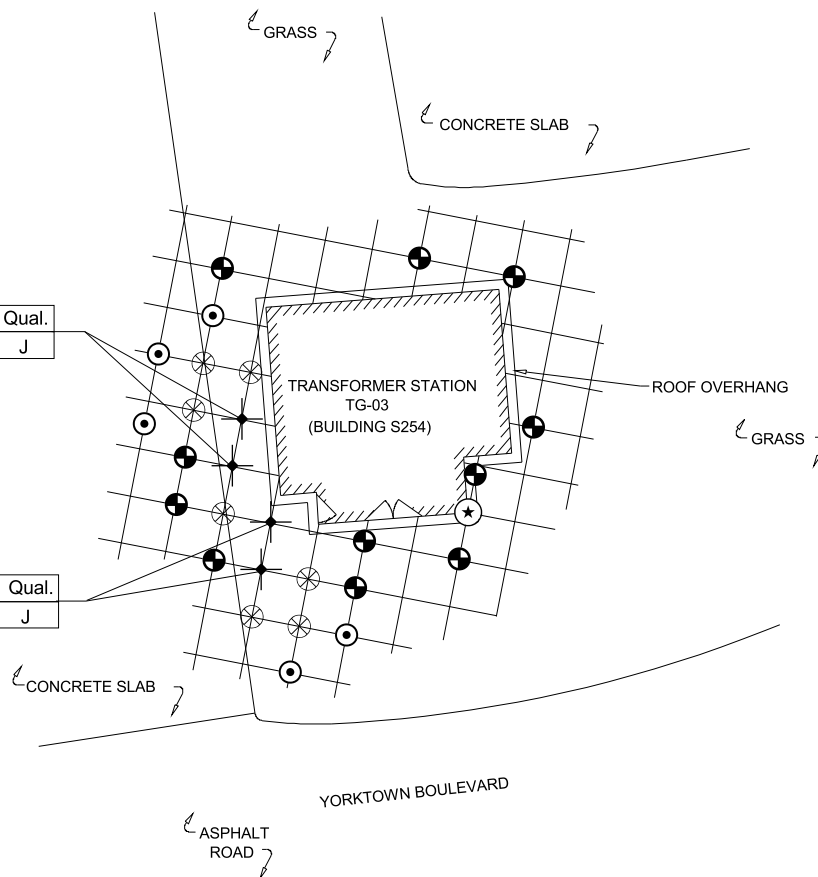 GRASS
CONCRETE SLAB
Qual.
J
TRANSFORMER STATION
TG-03
(BUILDING S254)
ROOF OVERHANG
GRASS
Qual.
J
CONCRETE SLAB
YORKTOWN BOULEVARD
ASPHALT
ROAD